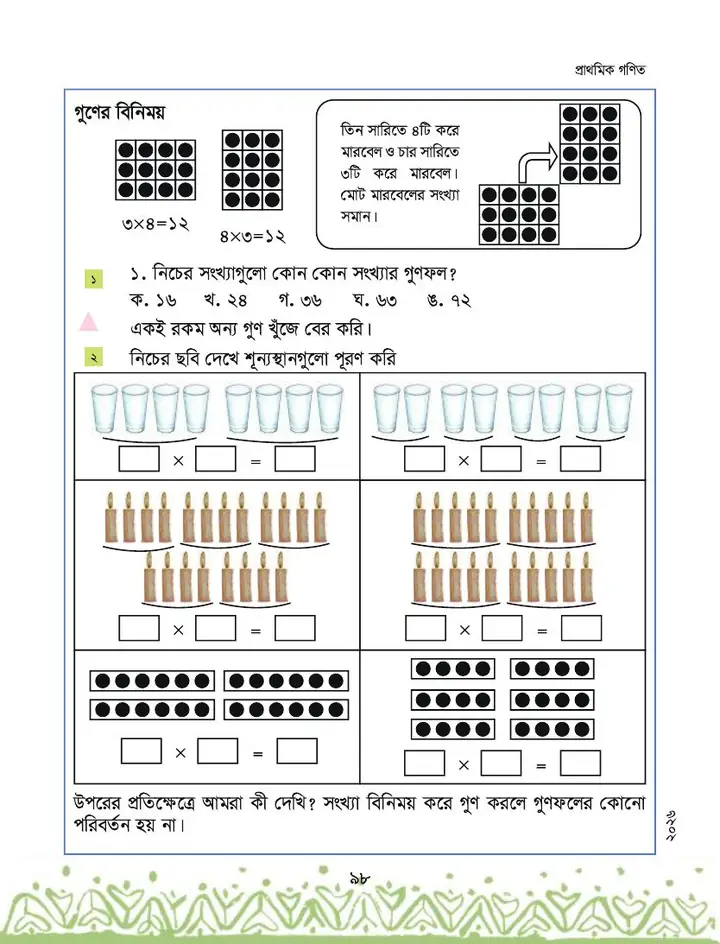 প্রাথমিক গণিত
গুণের বিনিময়
৩×৪=১২
৪×৩=১২
তিন সারিতে ৪টি করে
মারবেল ও চার সারিতে
৩টি করে মারবেল।
মোট মারবেলের সংখ্যা
সমান।
১
১. নিচের সংখ্যাগুলো কোন কোন সংখ্যার গুণফল?
ক. ১৬ খ. ২৪ গ. ৩৬ ঘ. ৬৩ ঙ. ৭২
একই রকম অন্য গুণ খুঁজে বের করি।
২
নিচের ছবি দেখে শূন্যস্থানগুলো পূরণ করি
× =
× =
× =
× =
× =
× =
উপরের প্রতিক্ষেত্রে আমরা কী দেখি? সংখ্যা বিনিময় করে গুণ করলে গুণফলের কোনো
পরিবর্তন হয় না।
২০২৬
৯৮